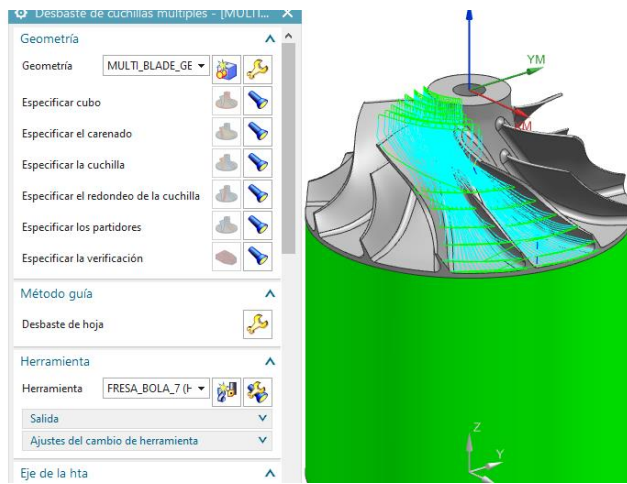 Desbaste de cuchillas múltiples - [MULTI... X
Geometría
Geometría MULTI_BLADE_GE
Especificar cubo
Especificar el carenado
Especificar la cuchilla
Especificar el redondeo de la cuchilla
Especificar los partidores
Especificar la verificación
Método guía
Desbaste de hoja
Herramienta
Herramienta FRESA_BOLA_7 (H
Salida
Ajustes del cambio de herramienta
Eje de la hta
YM
XM
Z
Y